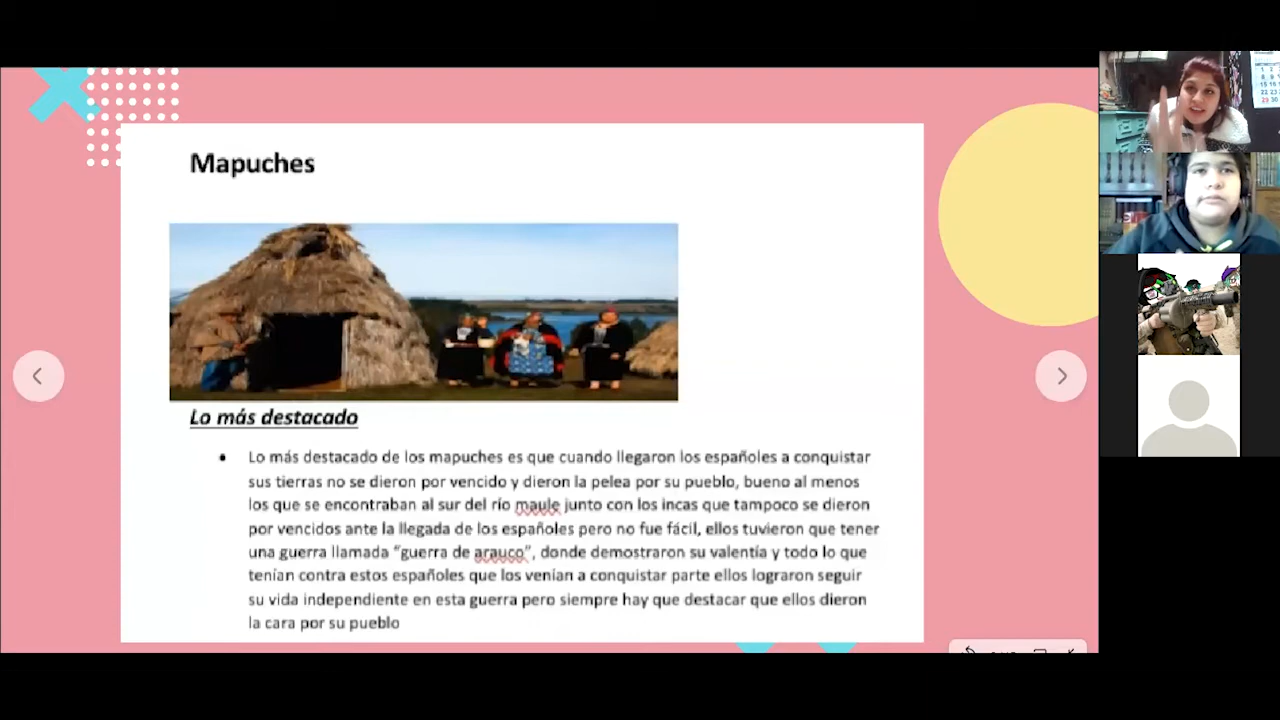 Mapuches
Lo más destacado
• Lo más destacado de los mapuches es que cuando llegaron los españoles a conquistar
sus tierras no se dieron por vencido y dieron la pelea por su pueblo, bueno al menos
los que se encontraban al sur del río maule junto con los incas que tampoco se dieron
por vencidos ante la llegada de los españoles pero no fue fácil, ellos tuvieron que tener
una guerra llamada “guerra de arauco”, donde demostraron su valentía y todo lo que
tenían contra estos españoles que los venían a conquistar parte ellos lograron seguir
su vida independiente en esta guerra pero siempre hay que destacar que ellos dieron
la cara por su pueblo